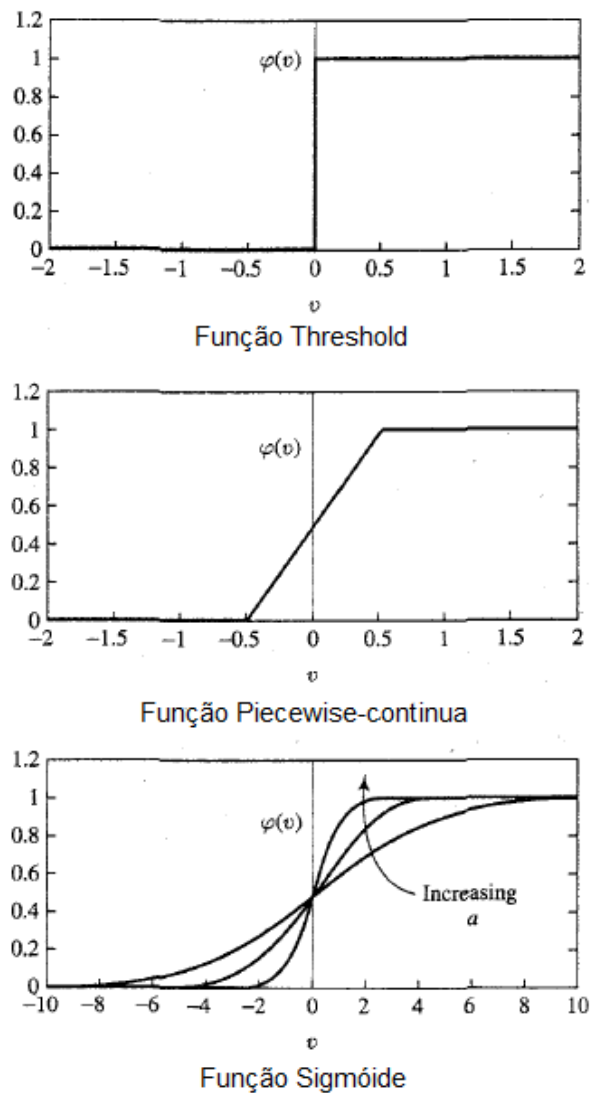 1.2
φ(v)
1
0.8
0.6
0.4
0.2
0
−2 −1.5 −1 −0.5 0 0.5 1 1.5 2
v
Função Threshold
1.2
1
φ(v)
0.8
0.6
0.4
0.2
0
−2 −1.5 −1 −0.5 0 0.5 1 1.5 2
v
Função Piecewise-continua
1.2
1
φ(v)
0.8
0.6
Increasing
a
0.4
0.2
0
−10 −8 −6 −4 −2 0 2 4 6 8 10
v
Função Sigmóide